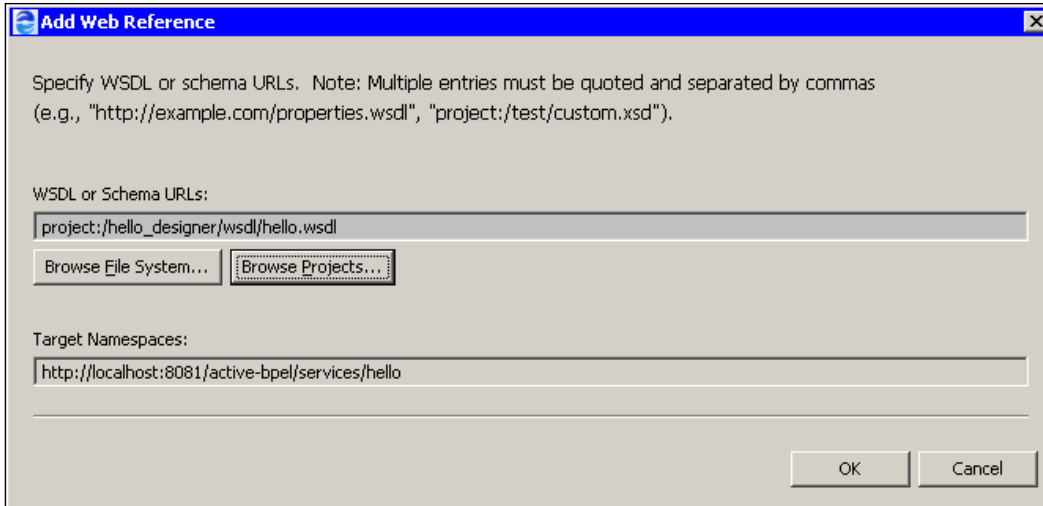 Add Web Reference
Specify WSDL or schema URLs. Note: Multiple entries must be quoted and separated by commas
(e.g., "http://example.com/properties.wsdl", "project:/test/custom.xsd").
WSDL or Schema URLs:
project:/hello_designer/wsdl/hello.wsdl
Browse File System... Browse Projects...
Target Namespaces:
http://localhost:8081/active-bpel/services/hello
OK Cancel